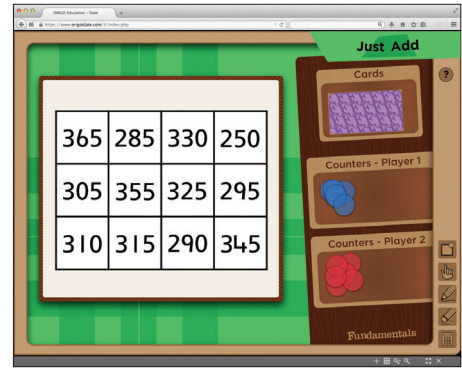 ORIGO Education - Slate
https://www.origoslate.com/1/index.php
Just Add
Cards
?
365 285 330 250
305 355 325 295
310 315 290 345
Counters - Player 1
Counters - Player 2
Fundamentals